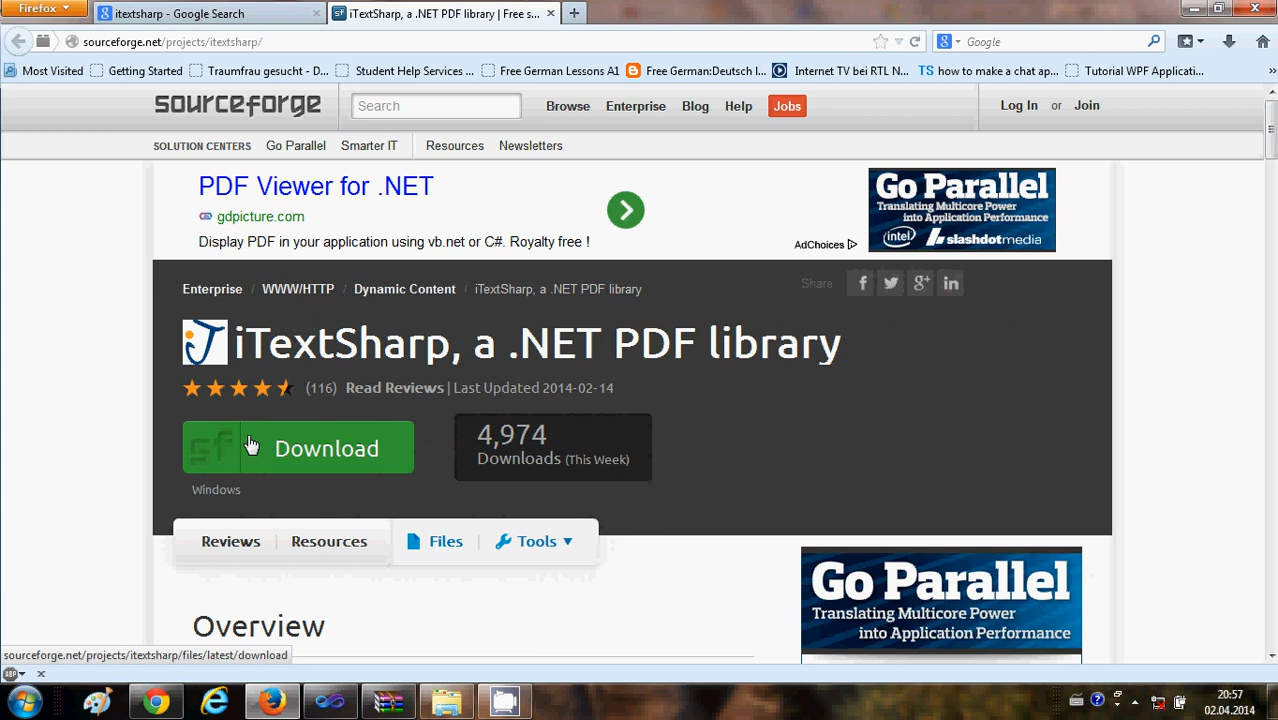 Firefox
itextsharp - Google Search
iTextSharp, a .NET PDF library | Free s...
sourceforge.net/projects/itextsharp/
Google
Most Visited
Getting Started
Traumfrau gesucht - D...
Student Help Services ...
Free German Lessons A1
Free German:Deutsch I...
Internet TV bei RTL N...
TS how to make a chat ap...
Tutorial WPF Applicati...
sourceforge
Search
Browse
Enterprise
Blog
Help
Jobs
Log In or Join
SOLUTION CENTERS
Go Parallel
Smarter IT
Resources
Newsletters
PDF Viewer for .NET
gdpicture.com
Display PDF in your application using vb.net or C#. Royalty free !
AdChoices
Go Parallel
Translating Multicore Power
into Application Performance
intel
slashdotmedia
Enterprise / WWW/HTTP / Dynamic Content / iTextSharp, a .NET PDF library
Share
iTextSharp, a .NET PDF library
(116) Read Reviews | Last Updated 2014-02-14
sf Download
4,974
Downloads (This Week)
Windows
Reviews
Resources
Files
Tools
Go Parallel
Translating Multicore Power
into Application Performance
Overview
sourceforge.net/projects/itextsharp/files/latest/download
ABP
20:57
02.04.2014